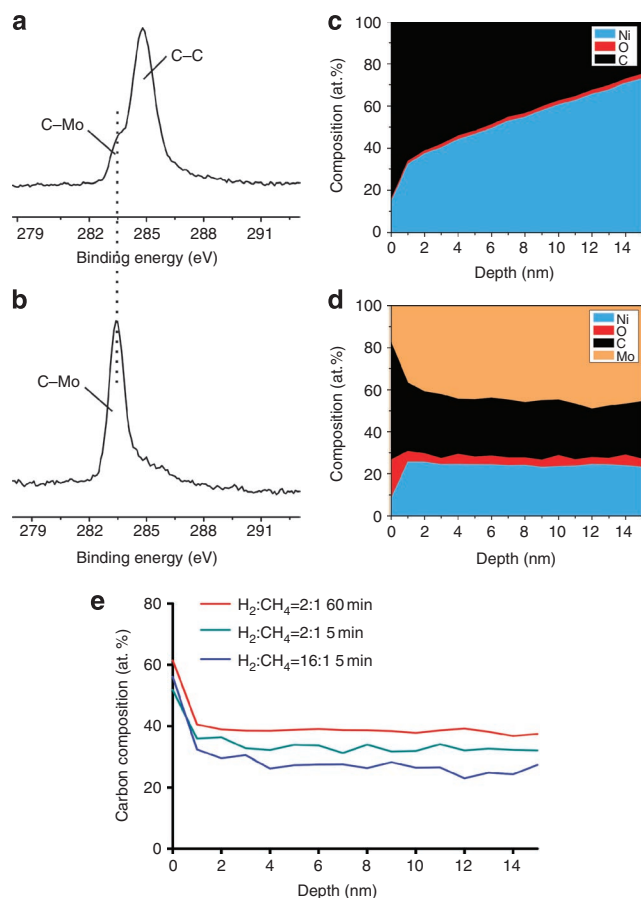 a
C–C
C–Mo
279 282 285 288 291
Binding energy (eV)
b
C–Mo
279 282 285 288 291
Binding energy (eV)
c
100
80
60
40
20
0
Composition (at.%)
Ni
O
C
0 2 4 6 8 10 12 14
Depth (nm)
d
100
80
60
40
20
0
Composition (at.%)
Ni
O
C
Mo
0 2 4 6 8 10 12 14
Depth (nm)
e
80
60
40
20
0
Carbon composition (at. %)
H₂:CH₄=2:1 60 min
H₂:CH₄=2:1 5 min
H₂:CH₄=16:1 5 min
0 2 4 6 8 10 12 14
Depth (nm)